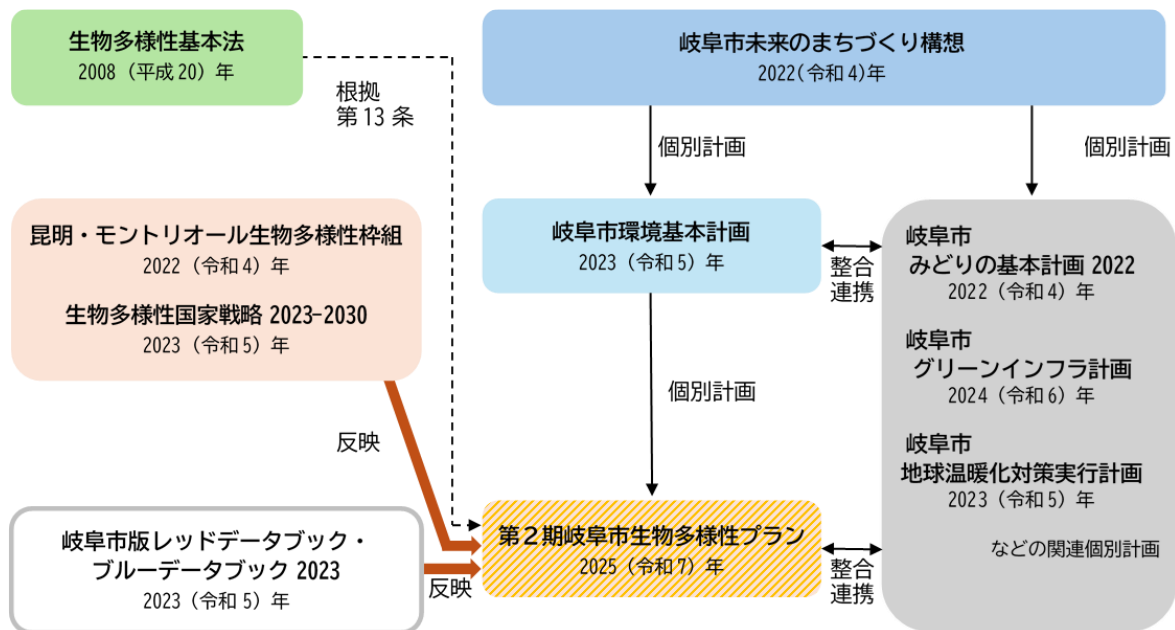 生物多様性基本法
2008（平成20）年
岐阜市未来のまちづくり構想
2022(令和4)年
根拠
第13条
個別計画
個別計画
昆明・モントリオール生物多様性枠組
2022（令和4）年
生物多様性国家戦略 2023-2030
2023（令和5）年
岐阜市環境基本計画
2023（令和5）年
整合
連携
岐阜市
みどりの基本計画 2022
2022（令和4）年
岐阜市
グリーンインフラ計画
2024（令和6）年
岐阜市
地球温暖化対策実行計画
2023（令和5）年
などの関連個別計画
個別計画
反映
岐阜市版レッドデータブック・
ブルーデータブック 2023
2023（令和5）年
反映
第２期岐阜市生物多様性プラン
2025（令和7）年
整合
連携